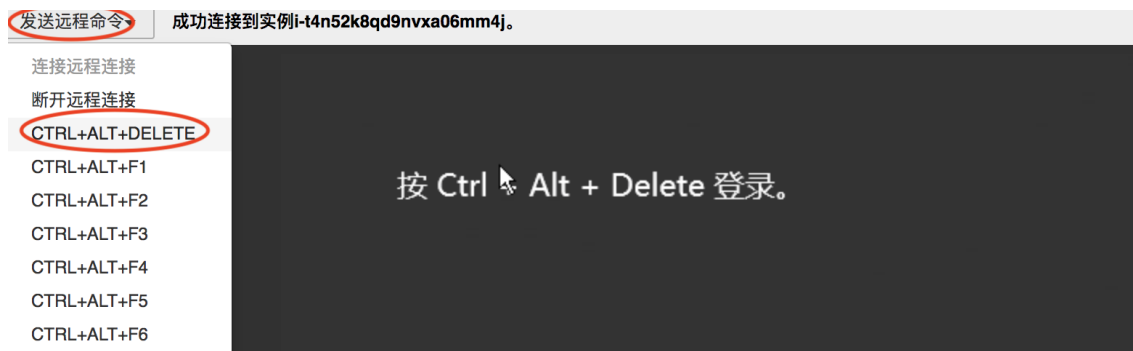 发送远程命令▾ 成功连接到实例i-t4n52k8qd9nvxa06mm4j。
连接远程连接
断开远程连接
CTRL+ALT+DELETE
CTRL+ALT+F1
按 Ctrl + Alt + Delete 登录。
CTRL+ALT+F2
CTRL+ALT+F3
CTRL+ALT+F4
CTRL+ALT+F5
CTRL+ALT+F6